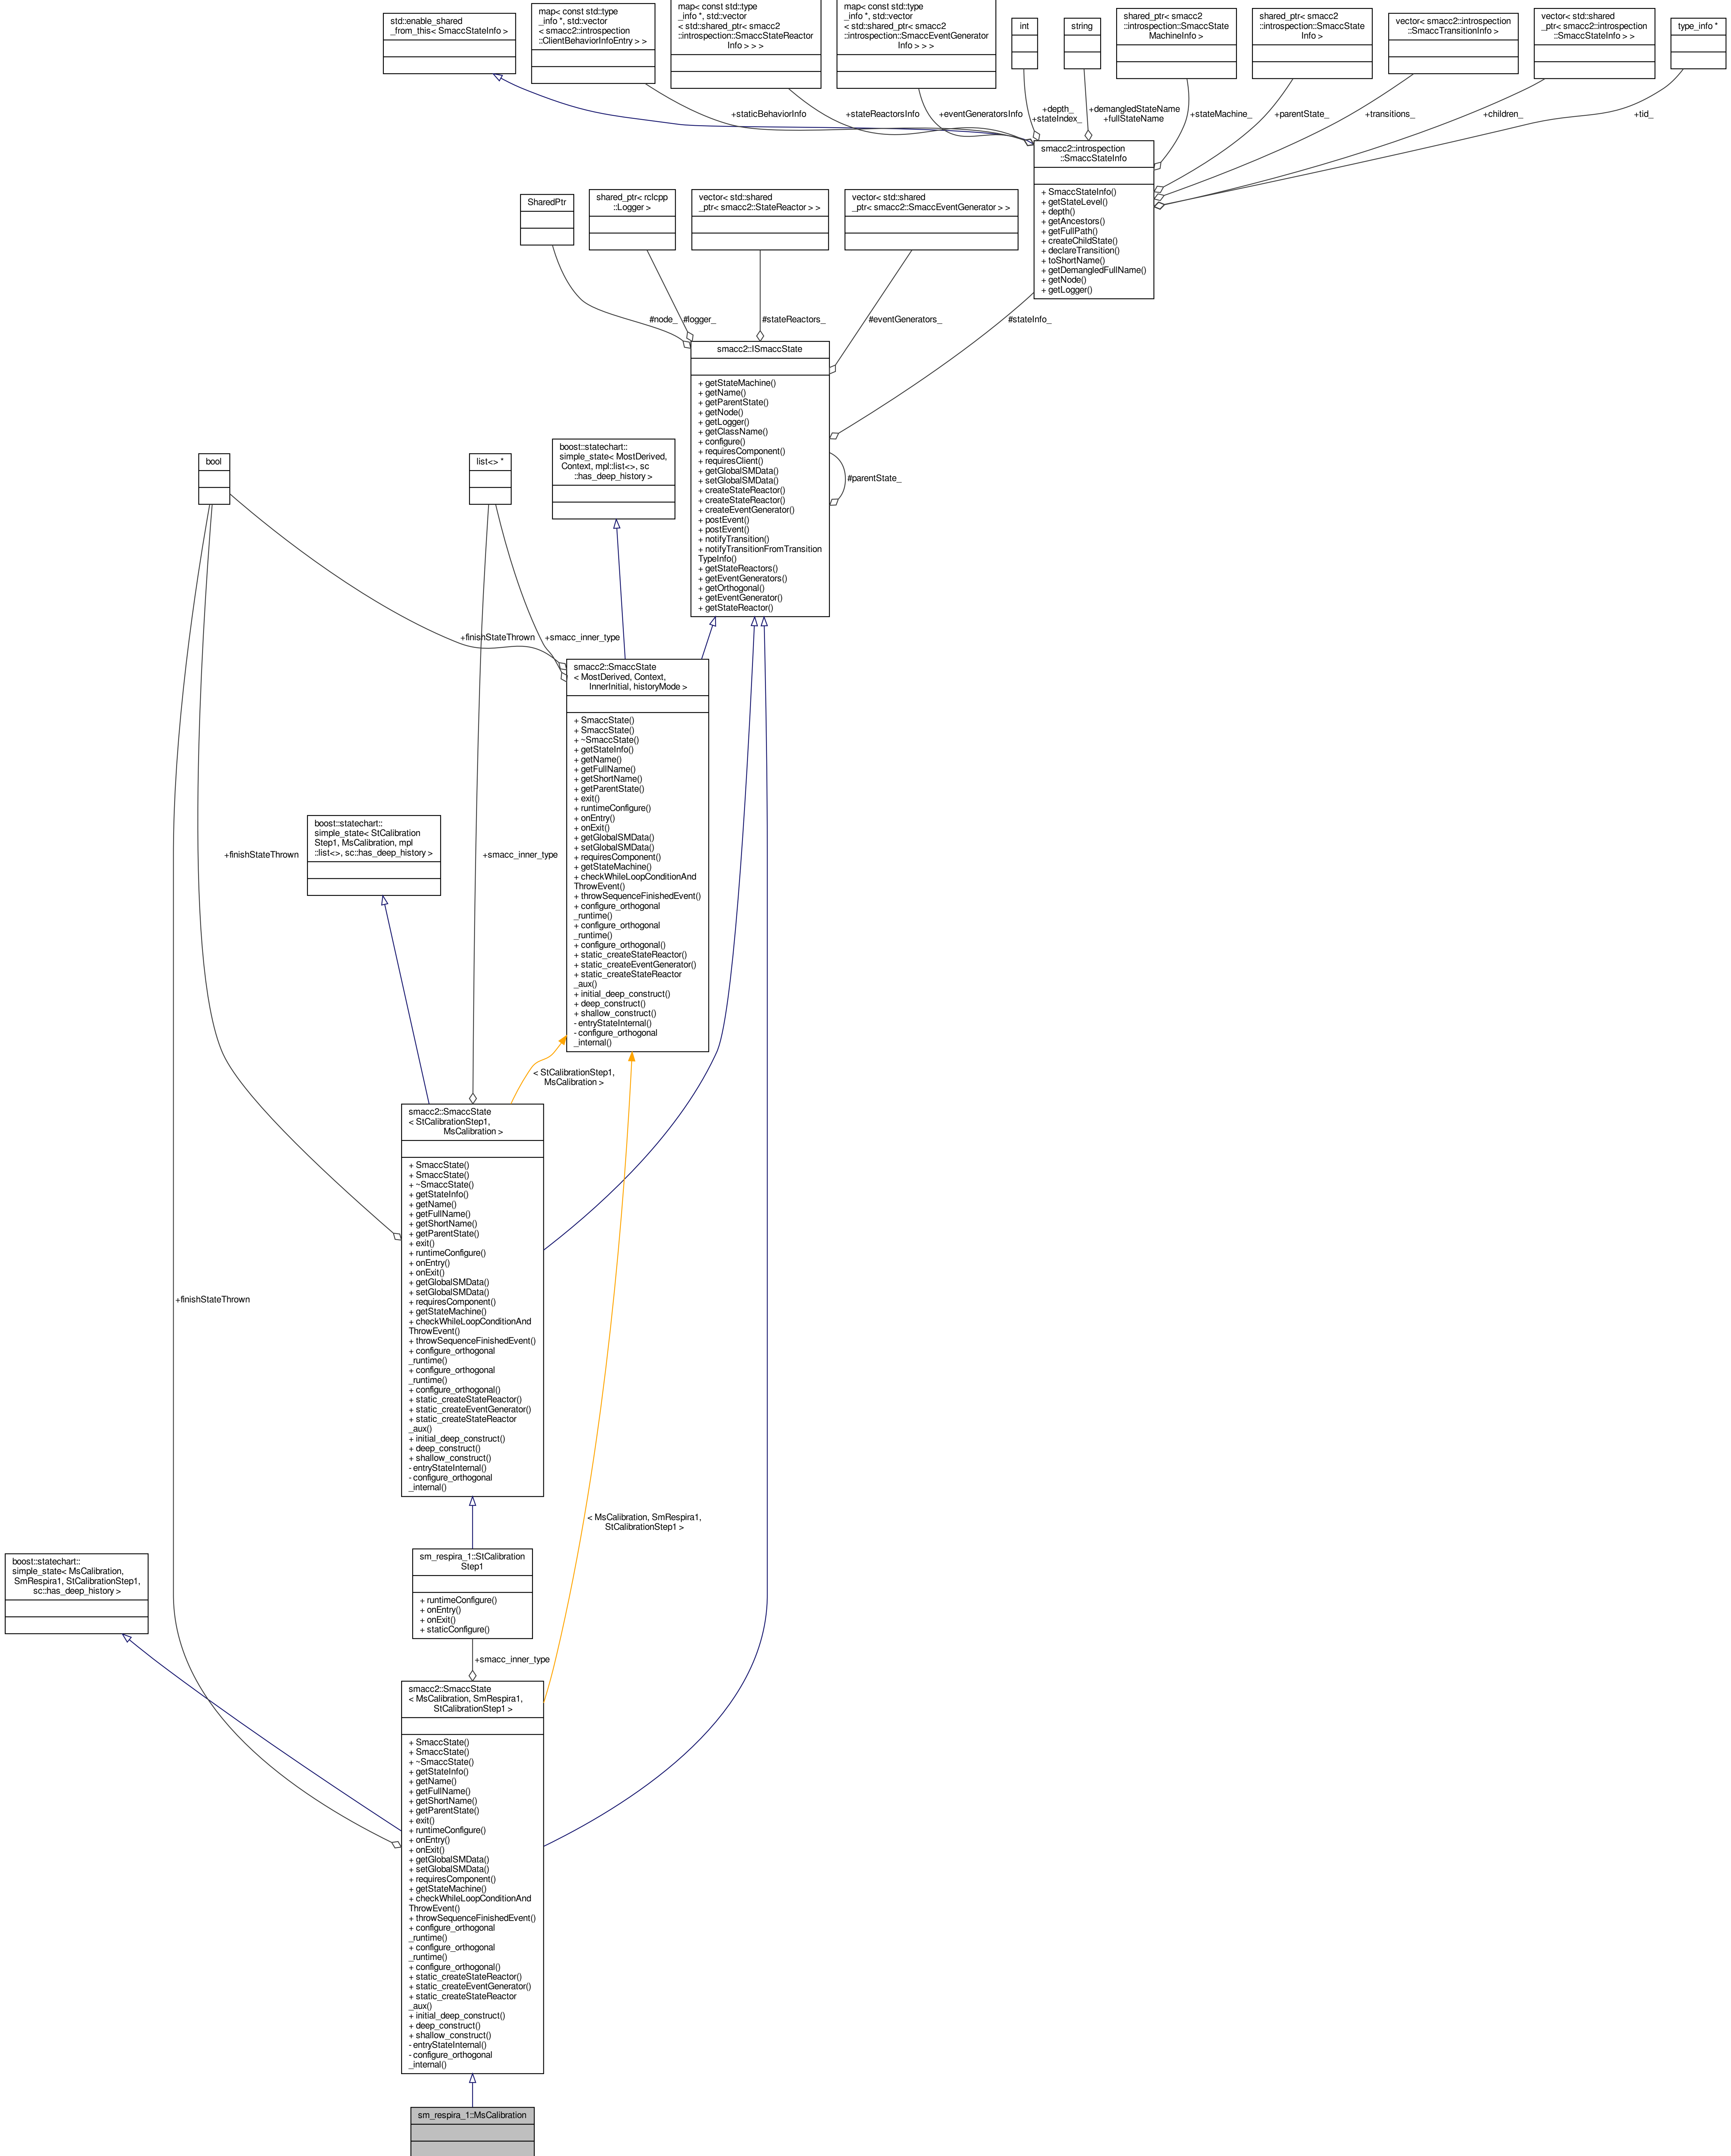 std::enable_shared
_from_this< SmaccStateInfo >
map< const std::type
_info *, std::vector
< smacc2::introspection
::ClientBehaviorInfoEntry > >
map< const std::type
_info *, std::vector
< std::shared_ptr< smacc2
::introspection::SmaccStateReactor
Info > > >
map< const std::type
_info *, std::vector
< std::shared_ptr< smacc2
::introspection::SmaccEventGenerator
Info > > >
int
string
shared_ptr< smacc2
::introspection::SmaccState
MachineInfo >
shared_ptr< smacc2
::introspection::SmaccState
Info >
vector< smacc2::introspection
::SmaccTransitionInfo >
vector< std::shared
_ptr< smacc2::introspection
::SmaccStateInfo > >
type_info *
+staticBehaviorInfo
+stateReactorsInfo
+eventGeneratorsInfo
+depth_
+stateIndex_
+demangledStateName
+fullStateName
+stateMachine_
+parentState_
+transitions_
+children_
+tid_
smacc2::introspection
::SmaccStateInfo
+ SmaccStateInfo()
+ getStateLevel()
+ depth()
+ getAncestors()
+ getFullPath()
+ createChildState()
+ declareTransition()
+ toShortName()
+ getDemangledFullName()
+ getNode()
+ getLogger()
SharedPtr
shared_ptr< rclcpp
::Logger >
vector< std::shared
_ptr< smacc2::StateReactor > >
vector< std::shared
_ptr< smacc2::SmaccEventGenerator > >
#node_
#logger_
#stateReactors_
#eventGenerators_
#stateInfo_
smacc2::ISmaccState
+ getStateMachine()
+ getName()
+ getParentState()
+ getNode()
+ getLogger()
+ getClassName()
+ configure()
+ requiresComponent()
+ requiresClient()
+ getGlobalSMData()
+ setGlobalSMData()
+ createStateReactor()
+ createStateReactor()
+ createEventGenerator()
+ postEvent()
+ postEvent()
+ notifyTransition()
+ notifyTransitionFromTransition
TypeInfo()
+ getStateReactors()
+ getEventGenerators()
+ getOrthogonal()
+ getEventGenerator()
+ getStateReactor()
#parentState_
bool
list<> *
boost::statechart::
simple_state< MostDerived,
Context, mpl::list<>, sc
::has_deep_history >
+finishStateThrown
+smacc_inner_type
smacc2::SmaccState
< MostDerived, Context,
InnerInitial, historyMode >
+ SmaccState()
+ SmaccState()
+ ~SmaccState()
+ getStateInfo()
+ getName()
+ getFullName()
+ getShortName()
+ getParentState()
+ exit()
+ runtimeConfigure()
+ onEntry()
+ onExit()
+ getGlobalSMData()
+ setGlobalSMData()
+ requiresComponent()
+ getStateMachine()
+ checkWhileLoopConditionAnd
ThrowEvent()
+ throwSequenceFinishedEvent()
+ configure_orthogonal
_runtime()
+ configure_orthogonal
_runtime()
+ configure_orthogonal()
+ static_createStateReactor()
+ static_createEventGenerator()
+ static_createStateReactor
_aux()
+ initial_deep_construct()
+ deep_construct()
+ shallow_construct()
- entryStateInternal()
- configure_orthogonal
_internal()
boost::statechart::
simple_state< StCalibration
Step1, MsCalibration, mpl
::list<>, sc::has_deep_history >
+finishStateThrown
+smacc_inner_type
< StCalibrationStep1,
MsCalibration >
smacc2::SmaccState
< StCalibrationStep1,
MsCalibration >
+ SmaccState()
+ SmaccState()
+ ~SmaccState()
+ getStateInfo()
+ getName()
+ getFullName()
+ getShortName()
+ getParentState()
+ exit()
+ runtimeConfigure()
+ onEntry()
+ onExit()
+ getGlobalSMData()
+ setGlobalSMData()
+ requiresComponent()
+ getStateMachine()
+ checkWhileLoopConditionAnd
ThrowEvent()
+ throwSequenceFinishedEvent()
+ configure_orthogonal
_runtime()
+ configure_orthogonal
_runtime()
+ configure_orthogonal()
+ static_createStateReactor()
+ static_createEventGenerator()
+ static_createStateReactor
_aux()
+ initial_deep_construct()
+ deep_construct()
+ shallow_construct()
- entryStateInternal()
- configure_orthogonal
_internal()
+finishStateThrown
< MsCalibration, SmRespira1,
StCalibrationStep1 >
boost::statechart::
simple_state< MsCalibration,
SmRespira1, StCalibrationStep1,
sc::has_deep_history >
sm_respira_1::StCalibration
Step1
+ runtimeConfigure()
+ onEntry()
+ onExit()
+ staticConfigure()
+smacc_inner_type
smacc2::SmaccState
< MsCalibration, SmRespira1,
StCalibrationStep1 >
+ SmaccState()
+ SmaccState()
+ ~SmaccState()
+ getStateInfo()
+ getName()
+ getFullName()
+ getShortName()
+ getParentState()
+ exit()
+ runtimeConfigure()
+ onEntry()
+ onExit()
+ getGlobalSMData()
+ setGlobalSMData()
+ requiresComponent()
+ getStateMachine()
+ checkWhileLoopConditionAnd
ThrowEvent()
+ throwSequenceFinishedEvent()
+ configure_orthogonal
_runtime()
+ configure_orthogonal
_runtime()
+ configure_orthogonal()
+ static_createStateReactor()
+ static_createEventGenerator()
+ static_createStateReactor
_aux()
+ initial_deep_construct()
+ deep_construct()
+ shallow_construct()
- entryStateInternal()
- configure_orthogonal
_internal()
sm_respira_1::MsCalibration